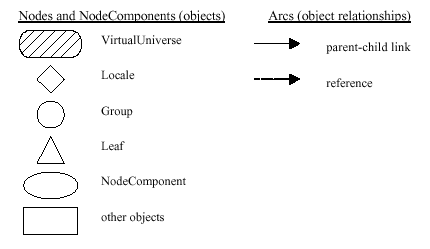 Nodes and NodeComponents (objects)
Arcs (object relationships)
VirtualUniverse
parent-child link
Locale
reference
Group
Leaf
NodeComponent
other objects